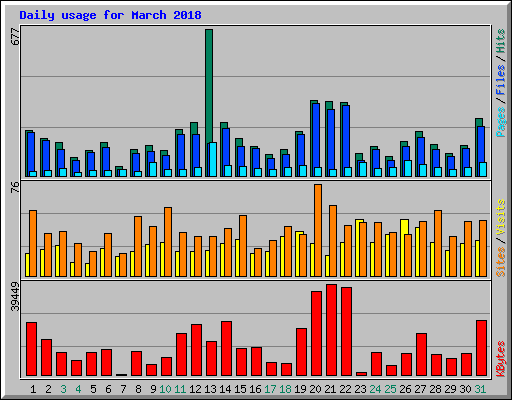 Daily usage for March 2018
677
Pages / Files / Hits
76
Sites / Visits
39449
KBytes
1 2 3 4 5 6 7 8 9 10 11 12 13 14 15 16 17 18 19 20 21 22 23 24 25 26 27 28 29 30 31